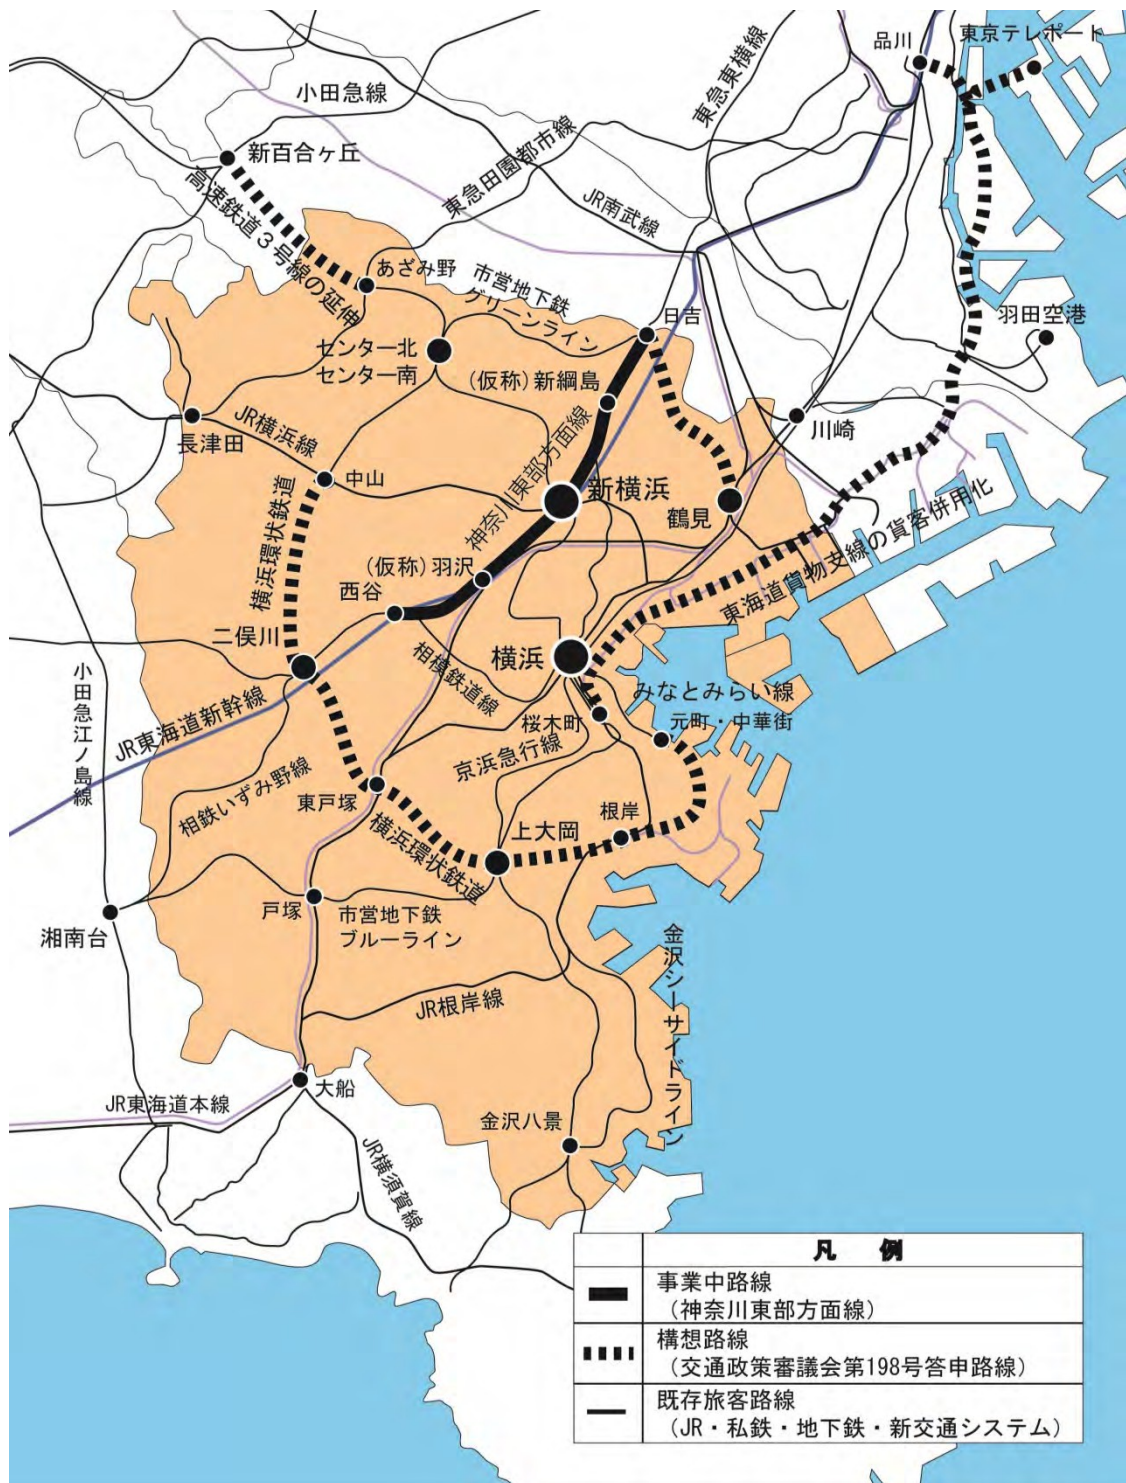 品川
東京テレポート
東急東横線
小田急線
新百合ヶ丘
東急田園都市線
JR南武線
高速鉄道３号線の延伸
あざみ野
市営地下鉄
グリーンライン
日吉
羽田空港
センター北
センター南
(仮称)新綱島
川崎
長津田
JR横浜線
中山
神奈川東部方面線
新横浜
鶴見
横浜環状鉄道
(仮称)羽沢
西谷
東海道貨物支線の貨客併用化
二俣川
横浜
相模鉄道線
みなとみらい線
小田急江ノ島線
JR東海道新幹線
桜木町
元町・中華街
京浜急行線
相鉄いずみ野線
東戸塚
横浜環状鉄道
上大岡
根岸
戸塚
市営地下鉄
ブルーライン
湘南台
金沢シーサイドライン
JR根岸線
大船
JR東海道本線
金沢八景
JR横須賀線
凡　例
事業中路線
（神奈川東部方面線）
構想路線
（交通政策審議会第198号答申路線）
既存旅客路線
（JR・私鉄・地下鉄・新交通システム）